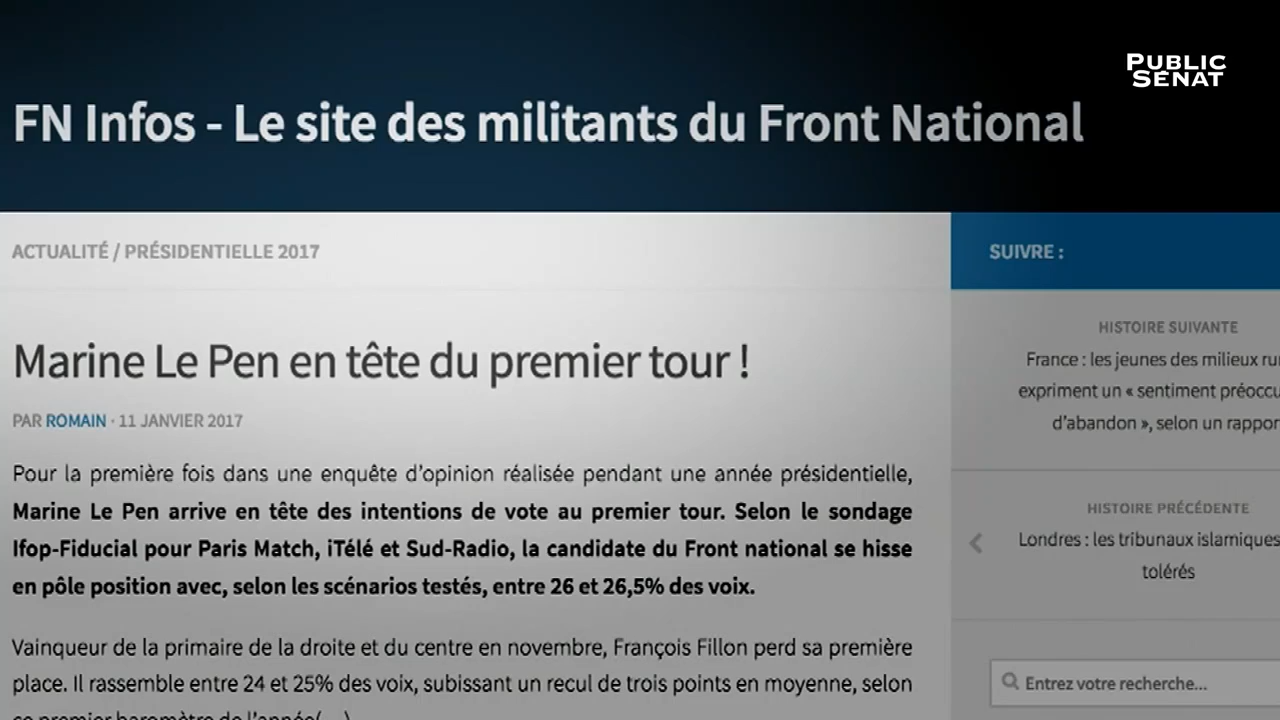 PUBLIC
SÉNAT
FN Infos - Le site des militants du Front National
ACTUALITÉ / PRÉSIDENTIELLE 2017
Marine Le Pen en tête du premier tour !
PAR ROMAIN · 11 JANVIER 2017
Pour la première fois dans une enquête d'opinion réalisée pendant une année présidentielle,
Marine Le Pen arrive en tête des intentions de vote au premier tour. Selon le sondage
Ifop-Fiducial pour Paris Match, iTélé et Sud-Radio, la candidate du Front national se hisse
en pôle position avec, selon les scénarios testés, entre 26 et 26,5% des voix.
Vainqueur de la primaire de la droite et du centre en novembre, François Fillon perd sa première
place. Il rassemble entre 24 et 25% des voix, subissant un recul de trois points en moyenne, selon
ce premier baromètre de l'année(...)
SUIVRE :
HISTOIRE SUIVANTE
France : les jeunes des milieux ru
expriment un « sentiment préoccu
d'abandon », selon un rappor
HISTOIRE PRÉCÉDENTE
Londres : les tribunaux islamiques
tolérés
Entrez votre recherche...